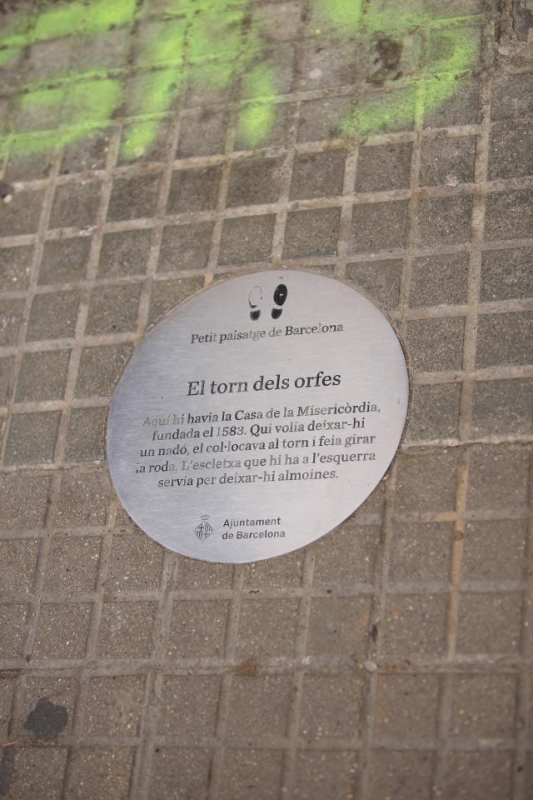 Petit paisatge de Barcelona
El torn dels orfes
Aquí hi havia la Casa de la Misericòrdia,
fundada el 1583. Qui volia deixar-hi
un nadó, el col·locava al torn i feia girar
la roda. L'escletxa que hi ha a l'esquerra
servia per deixar-hi almoines.
Ajuntament
de Barcelona